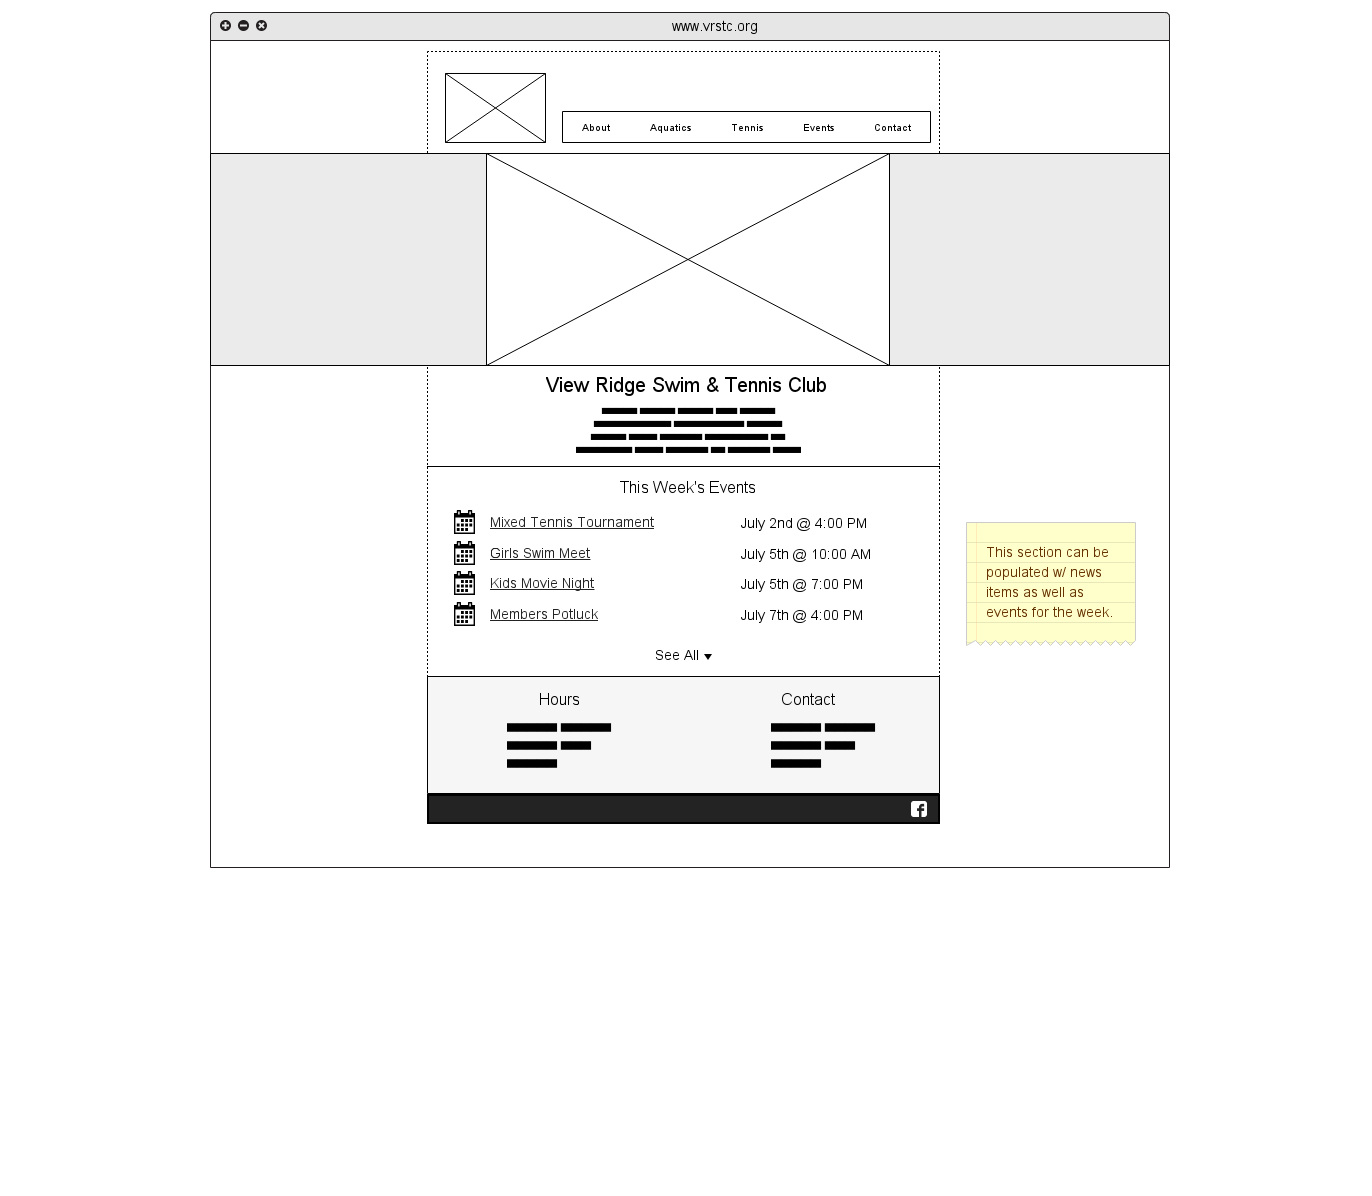 www.vrstc.org
About Aquatics Tennis Events Contact
View Ridge Swim & Tennis Club
This Week's Events
Mixed Tennis Tournament July 2nd @ 4:00 PM
Girls Swim Meet July 5th @ 10:00 AM
Kids Movie Night July 5th @ 7:00 PM
Members Potluck July 7th @ 4:00 PM
See All
This section can be
populated w/ news
items as well as
events for the week.
Hours Contact